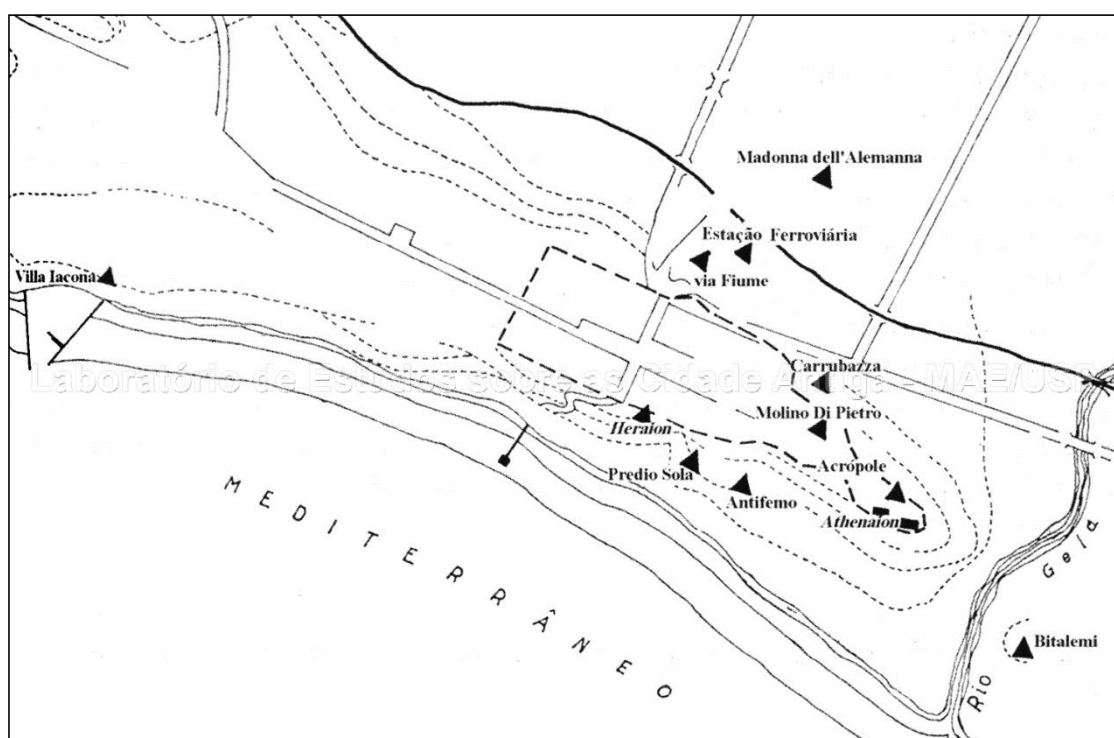 Madonna dell'Alemanna
Estação Ferroviária
via Fiume
Villa Iacona
Carrubazza
Laboratório de Estudos sobre as Cidade Antiga - MAE/USP
Molino Di Pietro
Heraion
Acrópole
Predio Sola
Antifemo
Athenaion
MEDITERRÂNEO
Rio Gela
Bitalemi